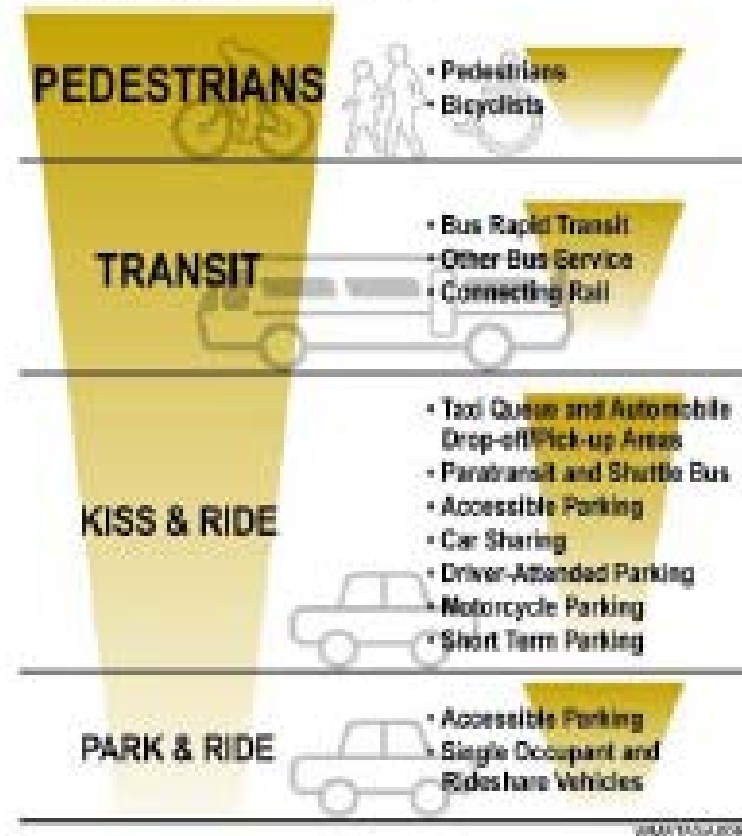 PEDESTRIANS
• Pedestrians
• Bicyclists
TRANSIT
• Bus Rapid Transit
• Other Bus Service
• Connecting Rail
KISS & RIDE
• Taxi Queue and Automobile
Drop-off/Pick-up Areas
• Paratransit and Shuttle Bus
• Accessible Parking
• Car Sharing
• Driver-Attended Parking
• Motorcycle Parking
• Short Term Parking
PARK & RIDE
• Accessible Parking
• Single Occupant and
Rideshare Vehicles